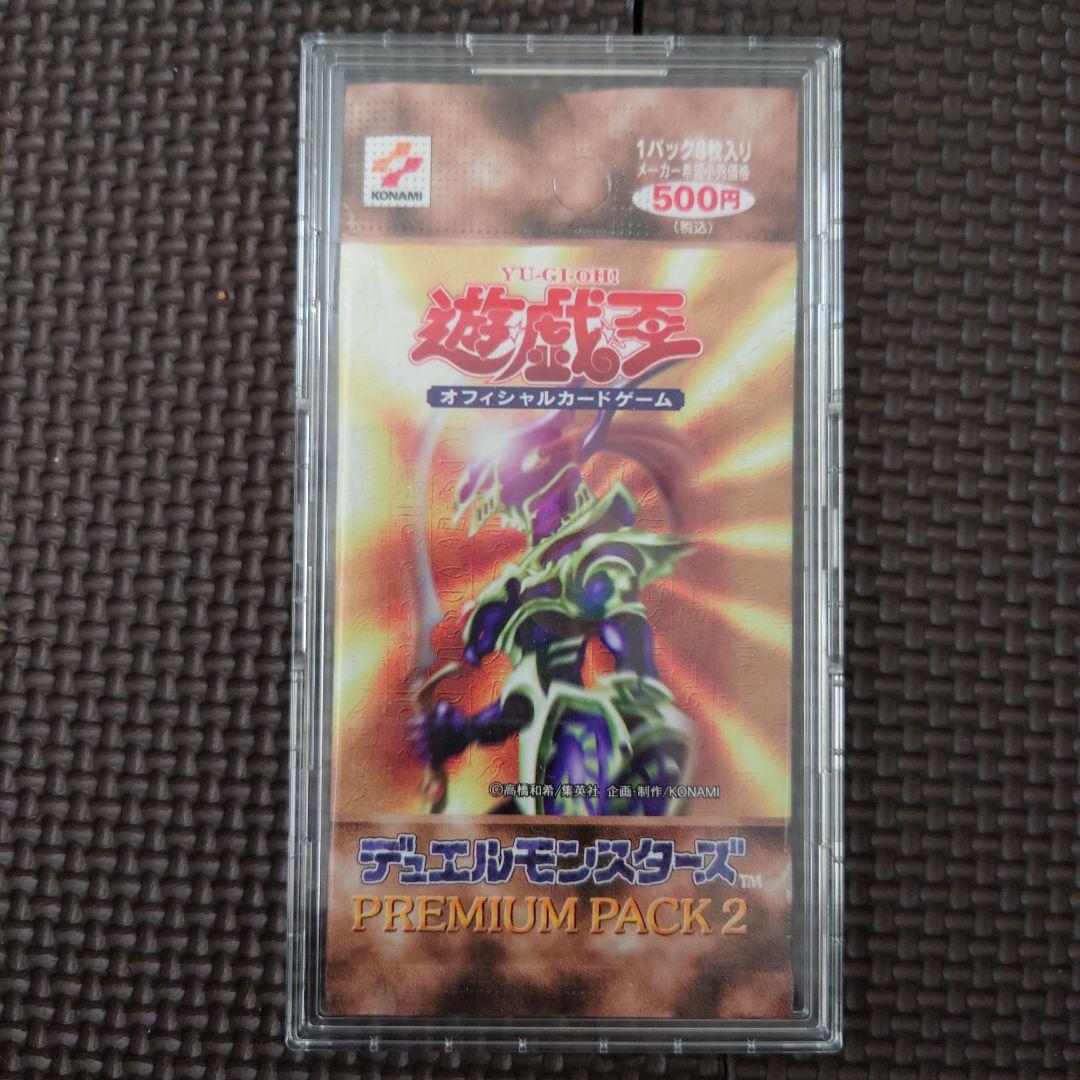 KONAMI
1パック8枚入り
メーカー希望小売価格
500円
(税込)
YU-GI-OH!
遊戯王
オフィシャルカードゲーム
©高橋和希/集英社 企画・制作/KONAMI
デュエルモンスターズ™
PREMIUM PACK 2